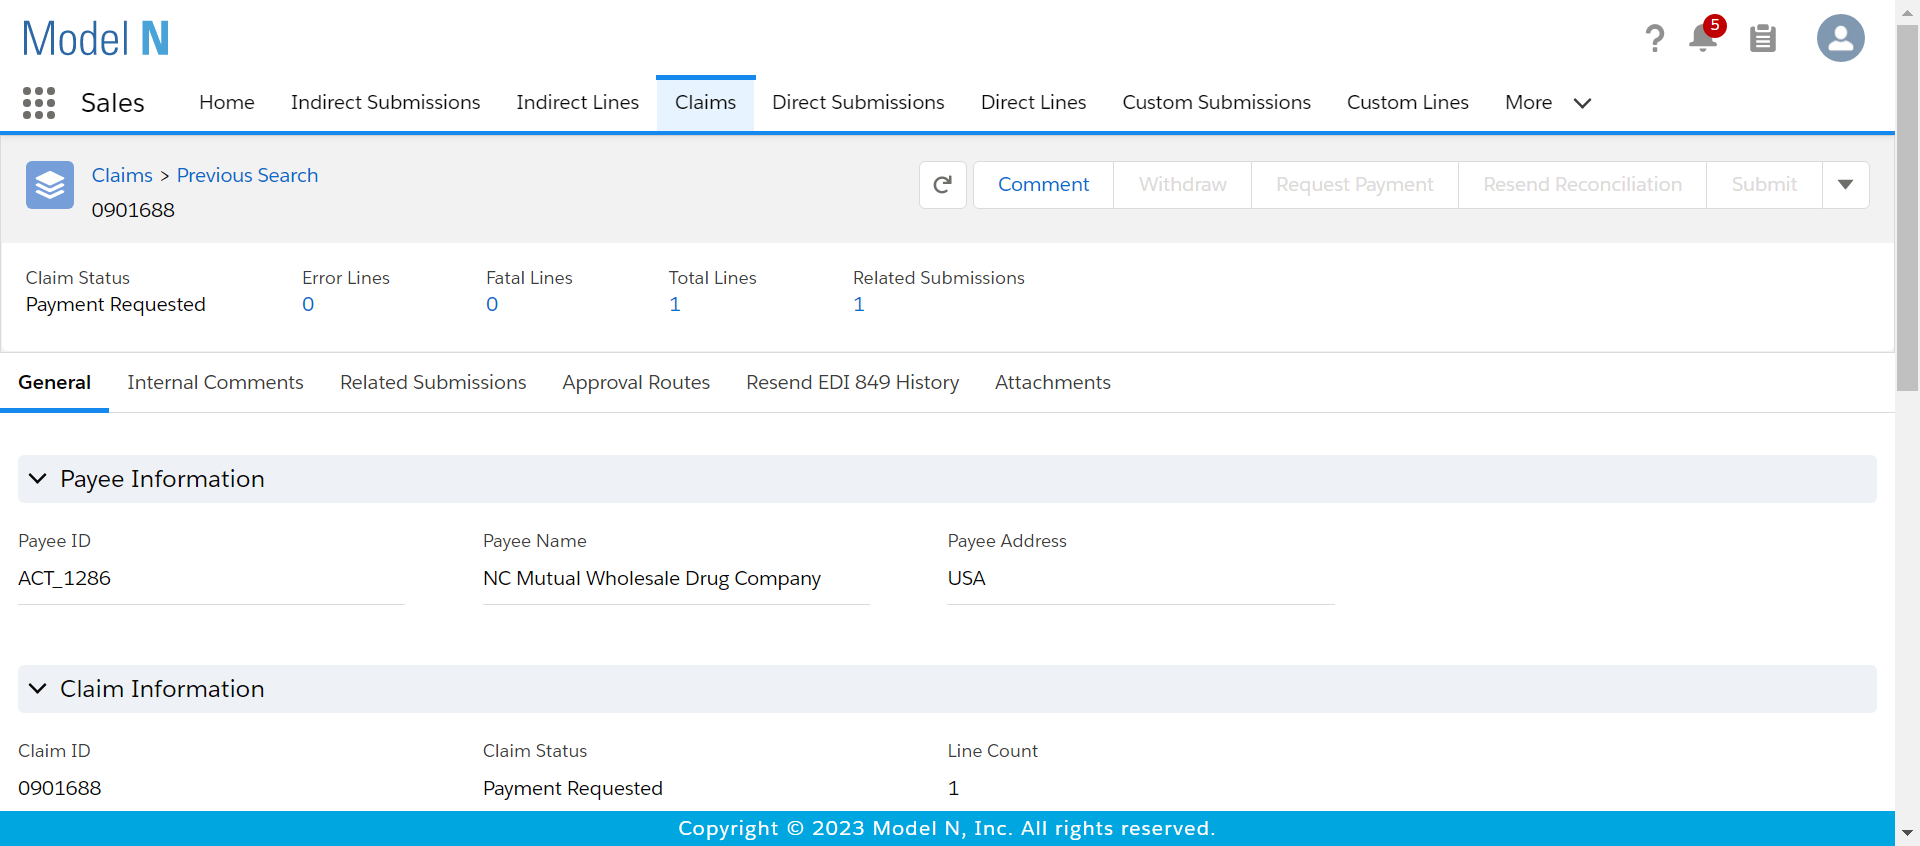 Model N
5
Sales Home Indirect Submissions Indirect Lines Claims Direct Submissions Direct Lines Custom Submissions Custom Lines More
Claims > Previous Search
0901688
Comment Withdraw Request Payment Resend Reconciliation Submit
Claim Status Error Lines Fatal Lines Total Lines Related Submissions
Payment Requested 0 0 1 1
General Internal Comments Related Submissions Approval Routes Resend EDI 849 History Attachments
Payee Information
Payee ID Payee Name Payee Address
ACT_1286 NC Mutual Wholesale Drug Company USA
Claim Information
Claim ID Claim Status Line Count
0901688 Payment Requested 1
Copyright © 2023 Model N, Inc. All rights reserved.